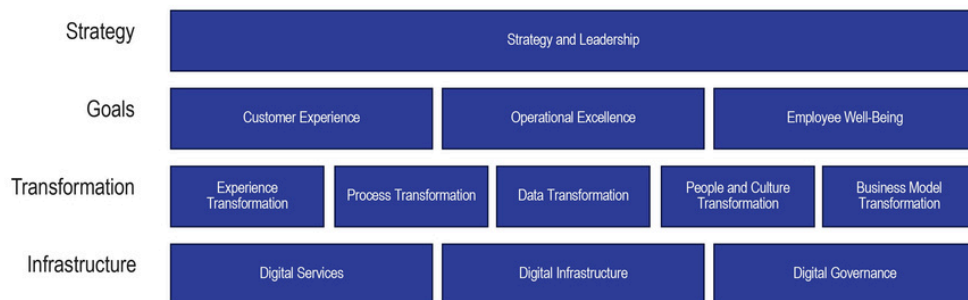 Strategy
Strategy and Leadership
Goals
Customer Experience
Operational Excellence
Employee Well-Being
Transformation
Experience
Transformation
Process Transformation
Data Transformation
People and Culture
Transformation
Business Model
Transformation
Infrastructure
Digital Services
Digital Infrastructure
Digital Governance